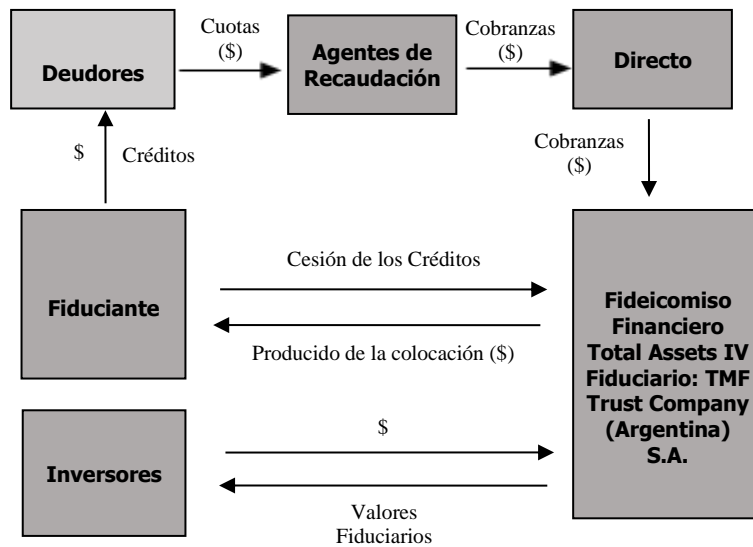 Deudores
Cuotas
($)
Agentes de
Recaudación
Cobranzas
($)
Directo
$
Créditos
Cobranzas
($)
Fiduciante
Cesión de los Créditos
Producido de la colocación ($)
Fideicomiso
Financiero
Total Assets IV
Fiduciario: TMF
Trust Company
(Argentina)
S.A.
Inversores
$
Valores
Fiduciarios